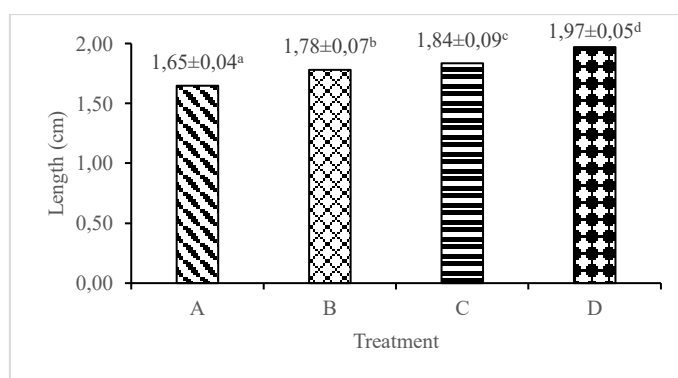 2,00
1,50
1,00
0,50
0,00
Length (cm)
1,65±0,04ᵃ
1,78±0,07ᵇ
1,84±0,09ᶜ
1,97±0,05ᵈ
A B C D
Treatment